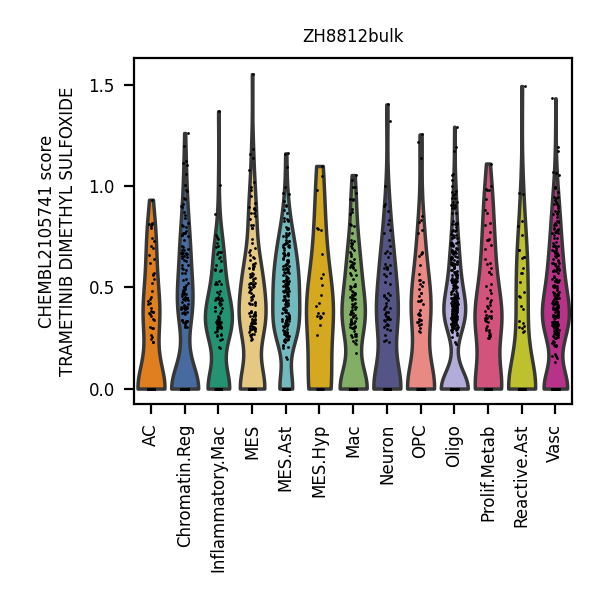 ZH8812bulk
CHEMBL2105741 score
TRAMETINIB DIMETHYL SULFOXIDE
1.5
1.0
0.5
0.0
AC
Chromatin.Reg
Inflammatory.Mac
MES
MES.Ast
MES.Hyp
Mac
Neuron
OPC
Oligo
Prolif.Metab
Reactive.Ast
Vasc